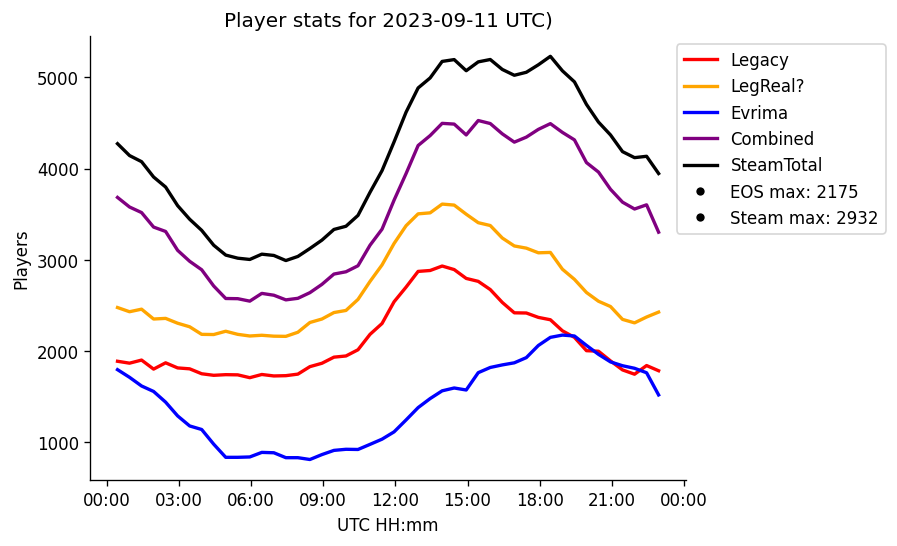 Player stats for 2023-09-11 UTC)
Players
5000
4000
3000
2000
1000
00:00 03:00 06:00 09:00 12:00 15:00 18:00 21:00 00:00
UTC HH:mm
Legacy
LegReal?
Evrima
Combined
SteamTotal
EOS max: 2175
Steam max: 2932